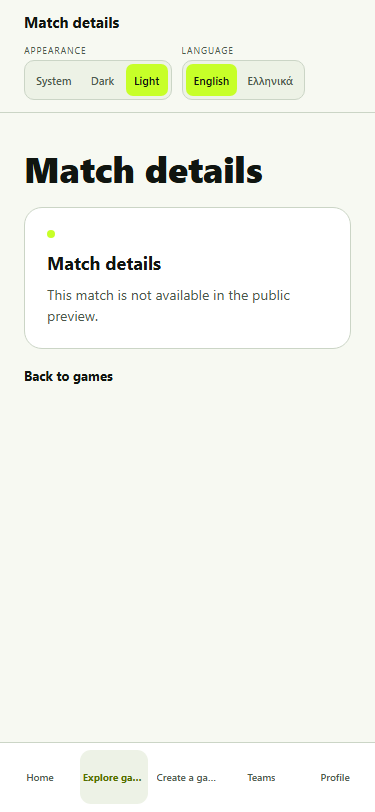 Match details
APPEARANCE
LANGUAGE
System
Dark
Light
English
Ελληνικά
Match details
Match details
This match is not available in the public
preview.
Back to games
Home
Explore ga...
Create a ga...
Teams
Profile